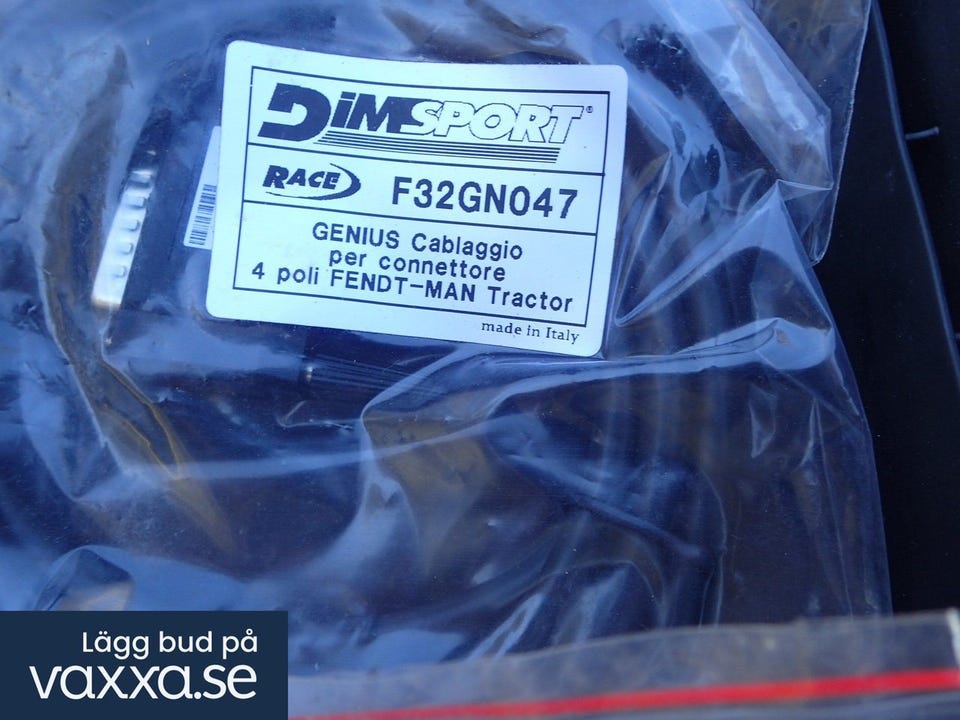 DiMSPORT®
RACE F32GN047
GENIUS Cablaggio
per connettore
4 poli FENDT-MAN Tractor
made in Italy
Lägg bud på
vaxxa.se